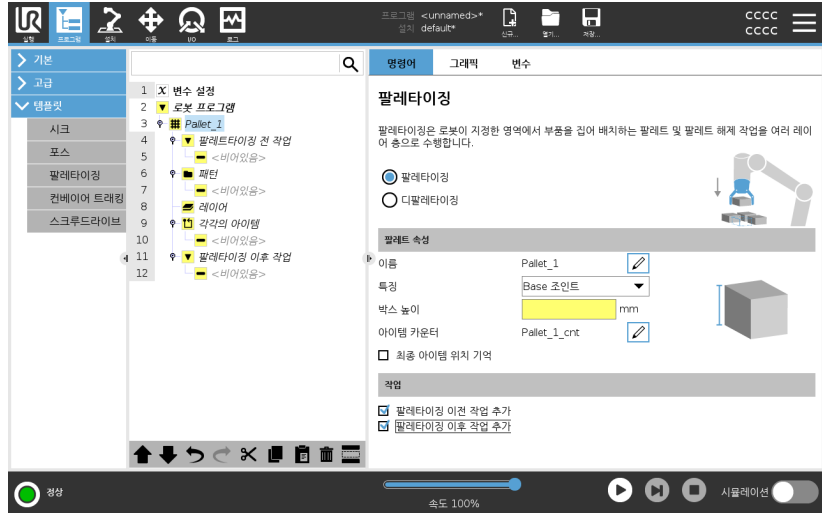 프로그램 <unnamed>*
설치 default*
cccc
cccc
UR
실행
프로그램
설치
이동
I/O
로그
신규...
열기...
저장...
기본
고급
템플릿
시크
포스
팔레타이징
컨베이어 트래킹
스크루드라이브
1 X 변수 설정
2 로봇 프로그램
3 Pallet_1
4 팔레트타이징 전 작업
5 <비어있음>
6 패턴
7 <비어있음>
8 레이어
9 각각의 아이템
10 <비어있음>
11 팔레타이징 이후 작업
12 <비어있음>
명령어 그래픽 변수
팔레타이징
팔레타이징은 로봇이 지정한 영역에서 부품을 집어 배치하는 팔레트 및 팔레트 해제 작업을 여러 레이
어 층으로 수행합니다.
팔레타이징
디팔레타이징
팔레트 속성
이름 Pallet_1
특징 Base 조인트
박스 높이 mm
아이템 카운터 Pallet_1_cnt
최종 아이템 위치 기억
작업
팔레타이징 이전 작업 추가
팔레타이징 이후 작업 추가
정상
속도 100%
시뮬레이션